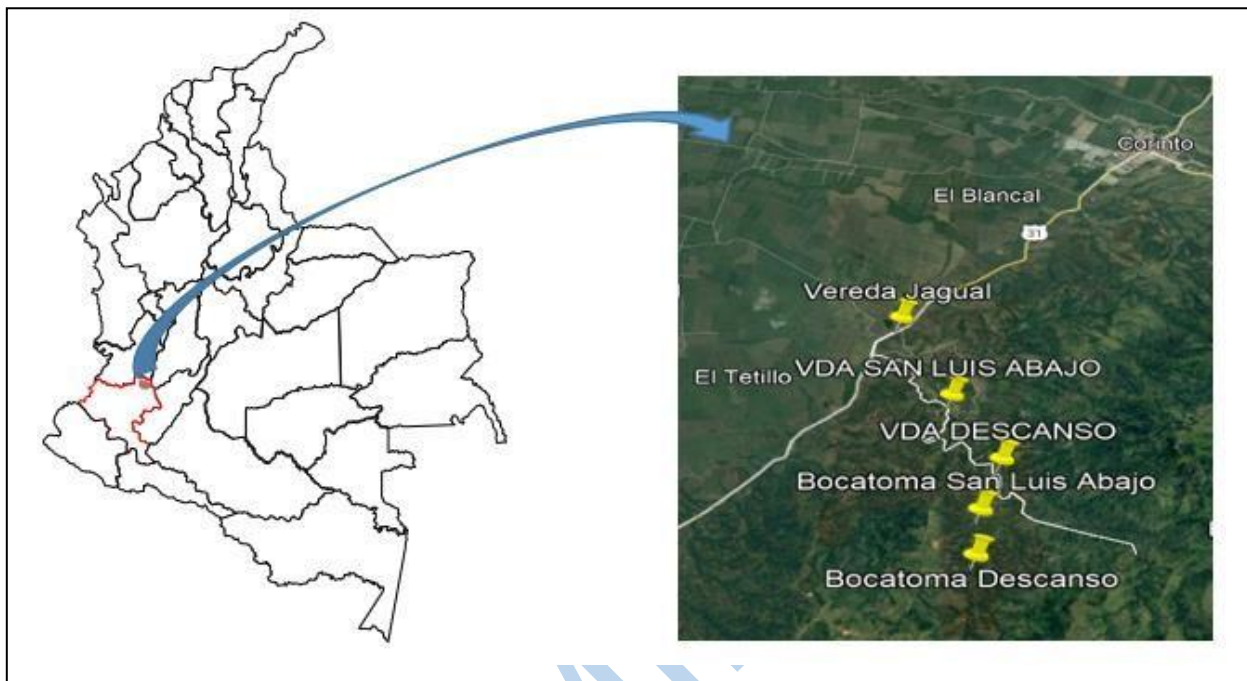 Corinto
El Blancal
31
Vereda Jagual
VDA SAN LUIS ABAJO
El Tetillo
VDA DESCANSO
Bocatoma San Luis Abajo
Bocatoma Descanso